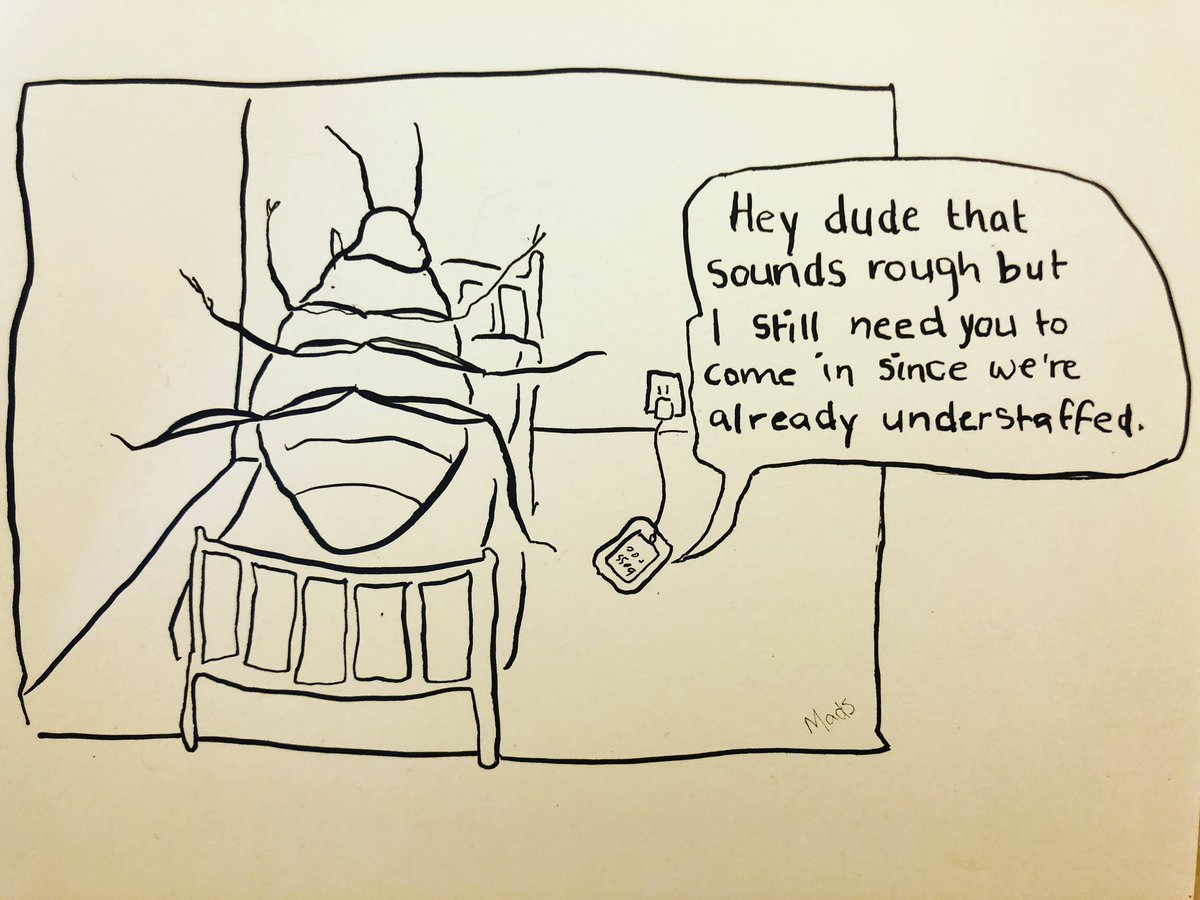 Hey dude that
sounds rough but
I still need you to
come in since we're
already understaffed.
Boss
Mads